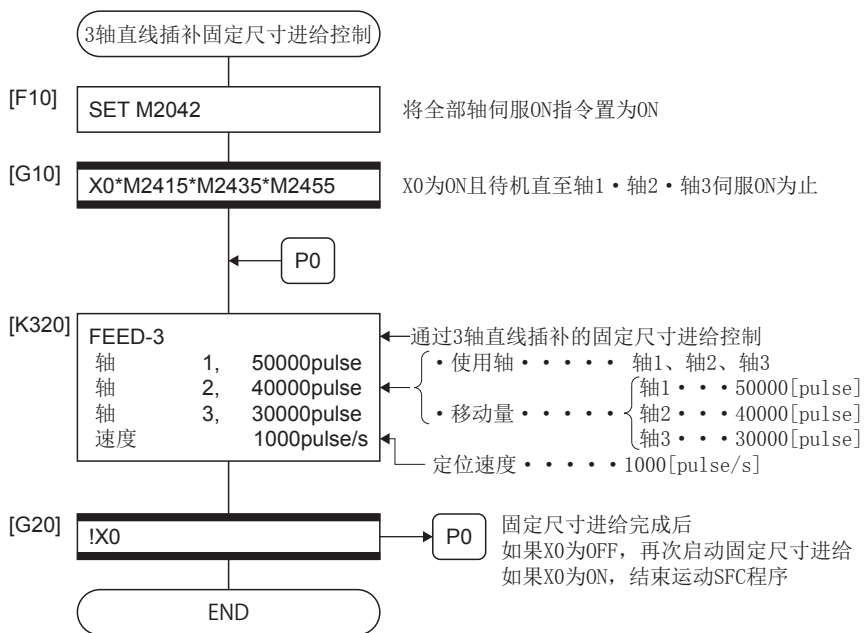 3轴直线插补固定尺寸进给控制
[F10]
SET M2042
将全部轴伺服ON指令置为ON
[G10]
X0*M2415*M2435*M2455
X0为ON且待机直至轴1・轴2・轴3伺服ON为止
P0
[K320]
FEED-3
轴 1, 50000pulse
轴 2, 40000pulse
轴 3, 30000pulse
速度 1000pulse/s
通过3轴直线插补的固定尺寸进给控制
・使用轴・・・・・ 轴1、轴2、轴3
・移动量・・・・・
轴1・・・50000[pulse]
轴2・・・40000[pulse]
轴3・・・30000[pulse]
定位速度・・・・・1000[pulse/s]
[G20]
!X0
P0
固定尺寸进给完成后
如果X0为OFF，再次启动固定尺寸进给
如果X0为ON，结束运动SFC程序
END